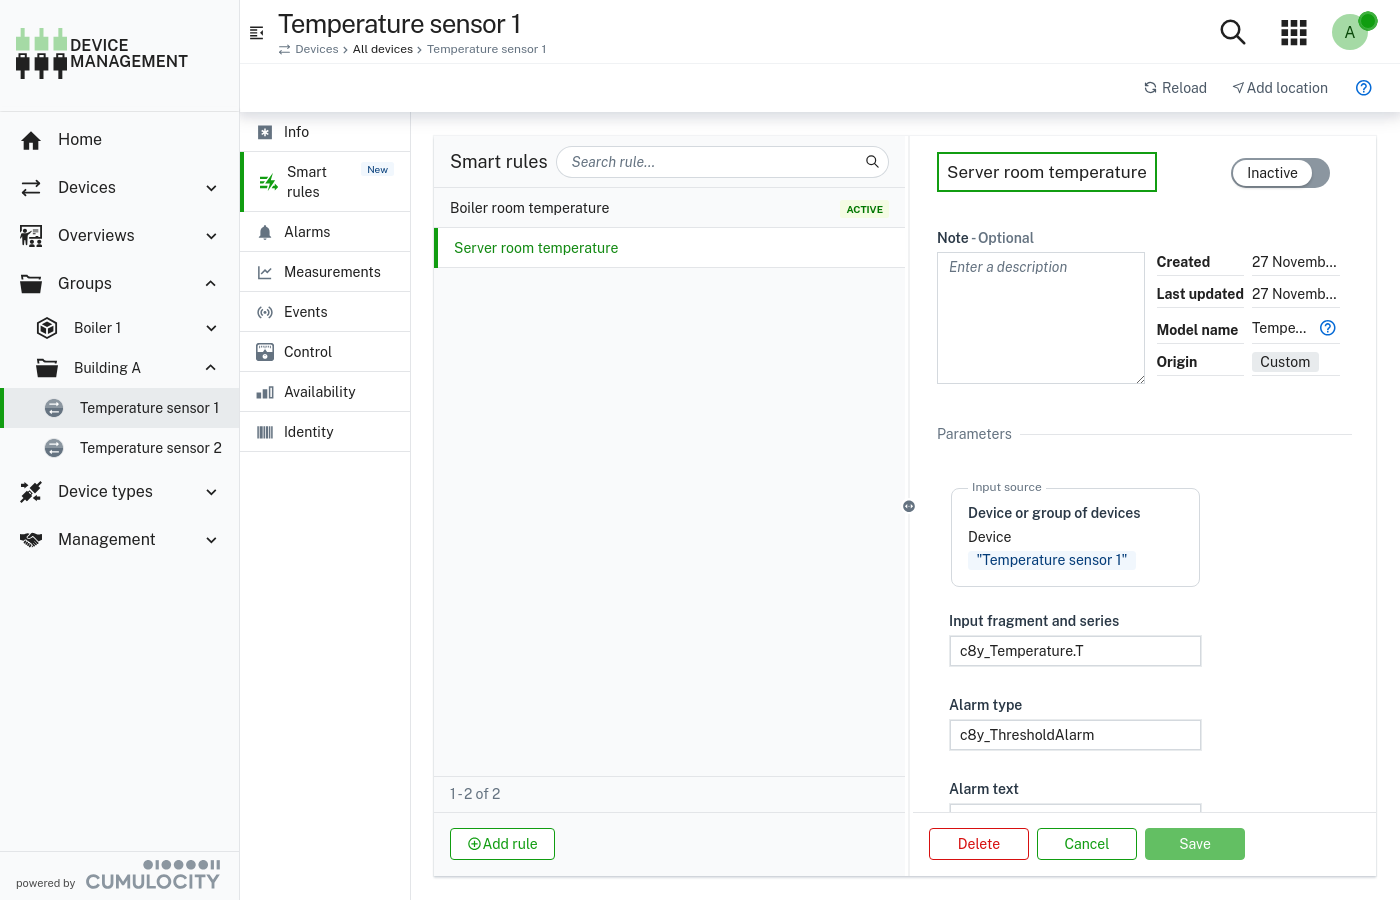 DEVICE
MANAGEMENT
Home
Devices
Overviews
Groups
Boiler 1
Building A
Temperature sensor 1
Temperature sensor 2
Device types
Management
powered by
CUMULOCITY
Temperature sensor 1
Devices > All devices > Temperature sensor 1
A
Reload
Add location
Info
Smart
rules
New
Alarms
Measurements
Events
Control
Availability
Identity
Smart rules
Search rule...
Boiler room temperature
ACTIVE
Server room temperature
1 - 2 of 2
Add rule
Server room temperature
Inactive
Note - Optional
Enter a description
Created 27 Novemb...
Last updated 27 Novemb...
Model name Tempe...
Origin Custom
Parameters
Input source
Device or group of devices
Device
"Temperature sensor 1"
Input fragment and series
c8y_Temperature.T
Alarm type
c8y_ThresholdAlarm
Alarm text
Delete
Cancel
Save